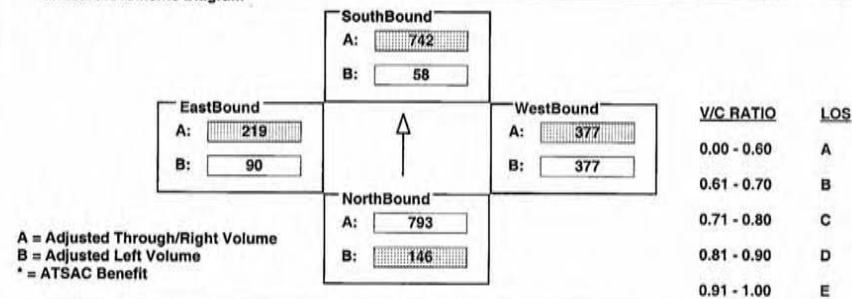 SouthBound
A: 742
B: 58
EastBound
A: 219
B: 90
WestBound
A: 377
B: 377
NorthBound
A: 793
B: 146
A = Adjusted Through/Right Volume
B = Adjusted Left Volume
* = ATSAC Benefit
V/C RATIO LOS
0.00 - 0.60 A
0.61 - 0.70 B
0.71 - 0.80 C
0.81 - 0.90 D
0.91 - 1.00 E